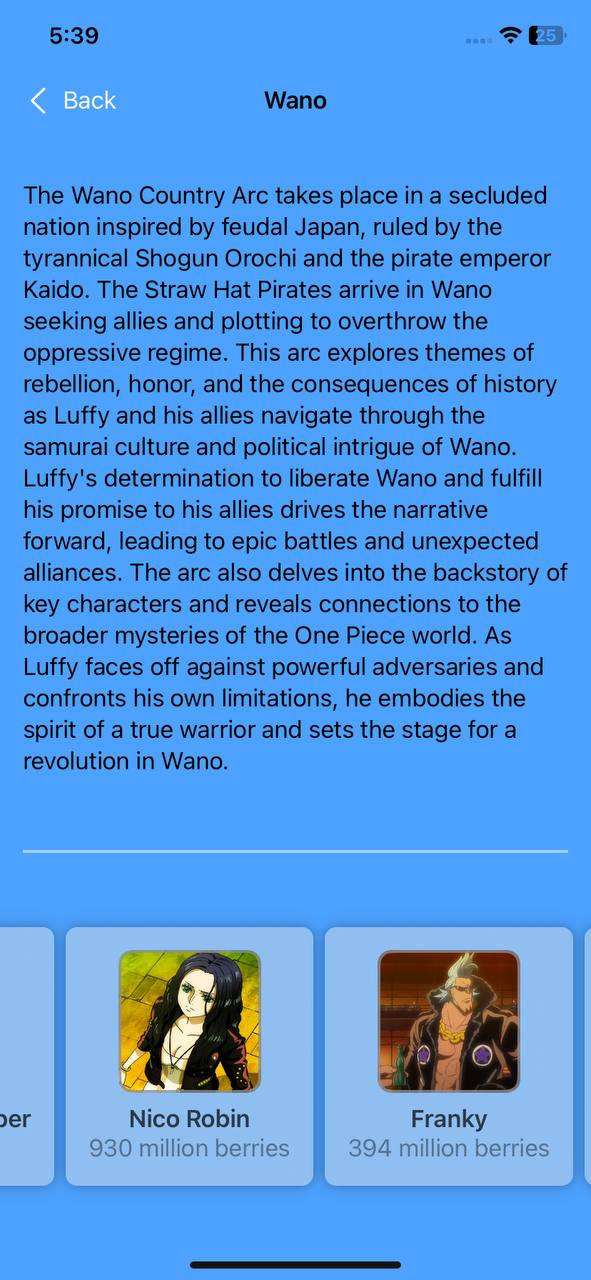 5:39
25
Back
Wano
The Wano Country Arc takes place in a secluded
nation inspired by feudal Japan, ruled by the
tyrannical Shogun Orochi and the pirate emperor
Kaido. The Straw Hat Pirates arrive in Wano
seeking allies and plotting to overthrow the
oppressive regime. This arc explores themes of
rebellion, honor, and the consequences of history
as Luffy and his allies navigate through the
samurai culture and political intrigue of Wano.
Luffy's determination to liberate Wano and fulfill
his promise to his allies drives the narrative
forward, leading to epic battles and unexpected
alliances. The arc also delves into the backstory of
key characters and reveals connections to the
broader mysteries of the One Piece world. As
Luffy faces off against powerful adversaries and
confronts his own limitations, he embodies the
spirit of a true warrior and sets the stage for a
revolution in Wano.
Nico Robin
930 million berries
Franky
394 million berries